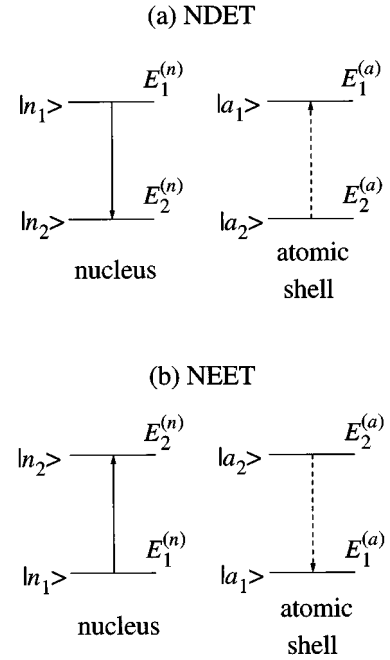 (a) NDET
E₁⁽ⁿ⁾ E₁⁽ᵃ⁾
|n₁> |a₁>
E₂⁽ⁿ⁾ E₂⁽ᵃ⁾
|n₂> |a₂>
nucleus atomic
shell
(b) NEET
E₂⁽ⁿ⁾ E₂⁽ᵃ⁾
|n₂> |a₂>
E₁⁽ⁿ⁾ E₁⁽ᵃ⁾
|n₁> |a₁>
nucleus atomic
shell